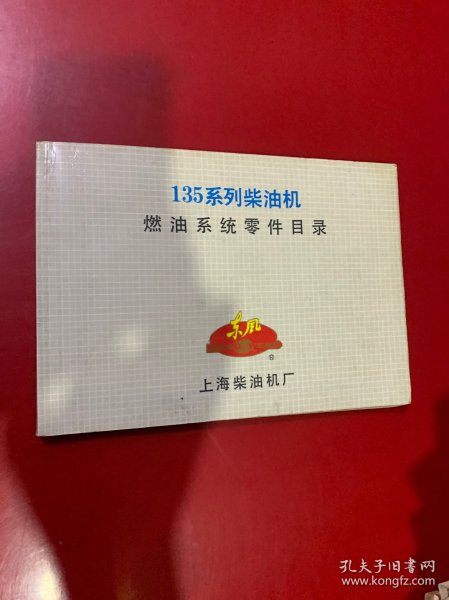 135系列柴油机
燃油系统零件目录
东风
®
上海柴油机厂
孔夫子旧书网
www.kongfz.com